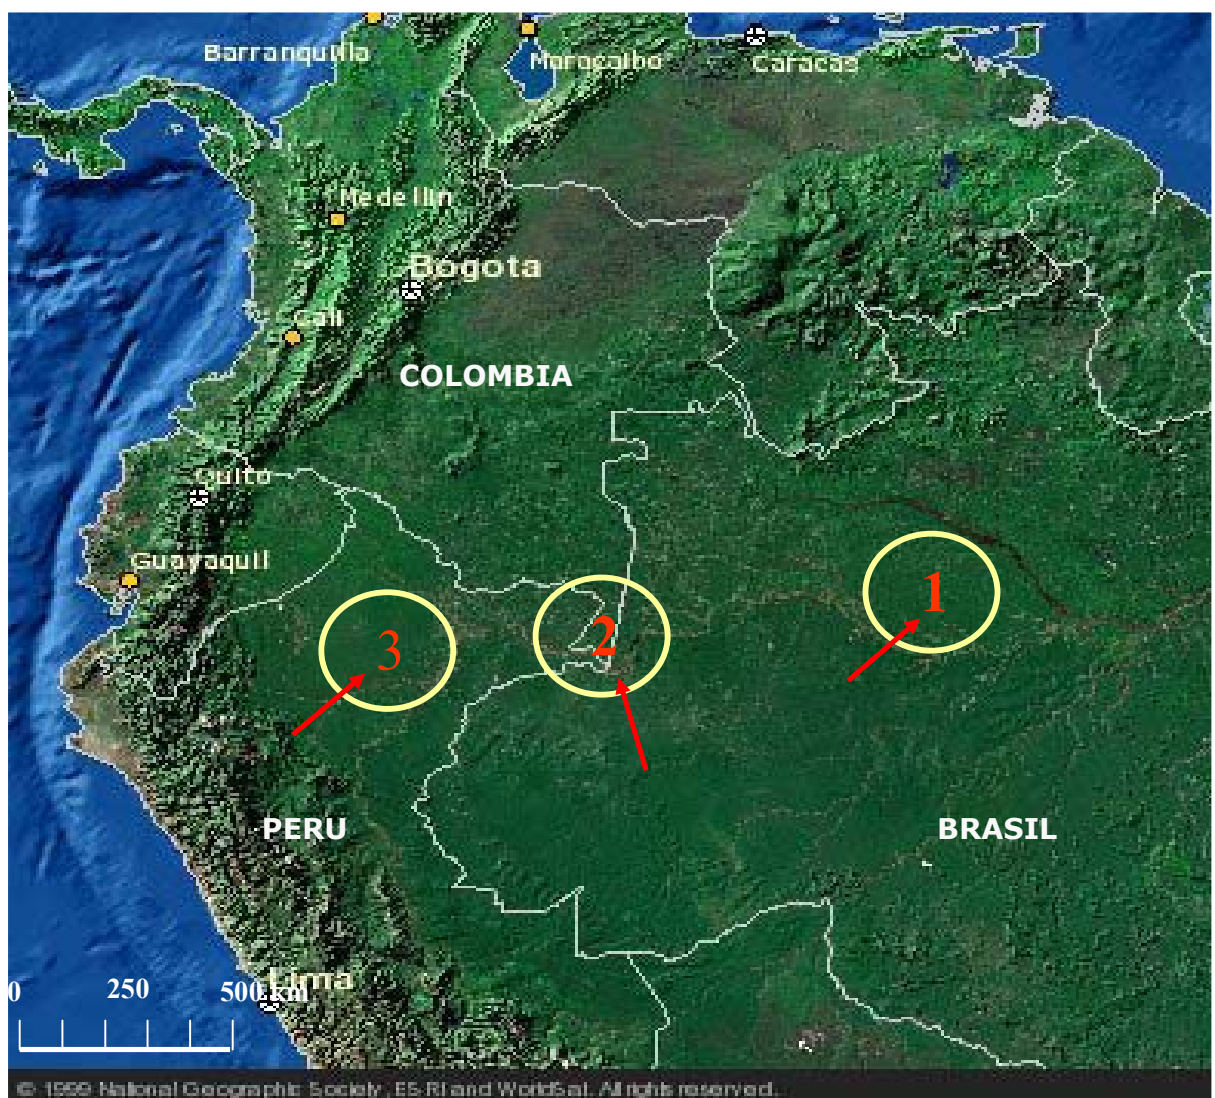 Barranquilla
Maracaibo
Caracas
Medellin
Bogota
Cali
COLOMBIA
Quito
Guayaquil
1
2
3
PERU
BRASIL
Lima
0 250 500 km
© 1999 National Geographic Society, ESRI and WorldSat. All rights reserved.